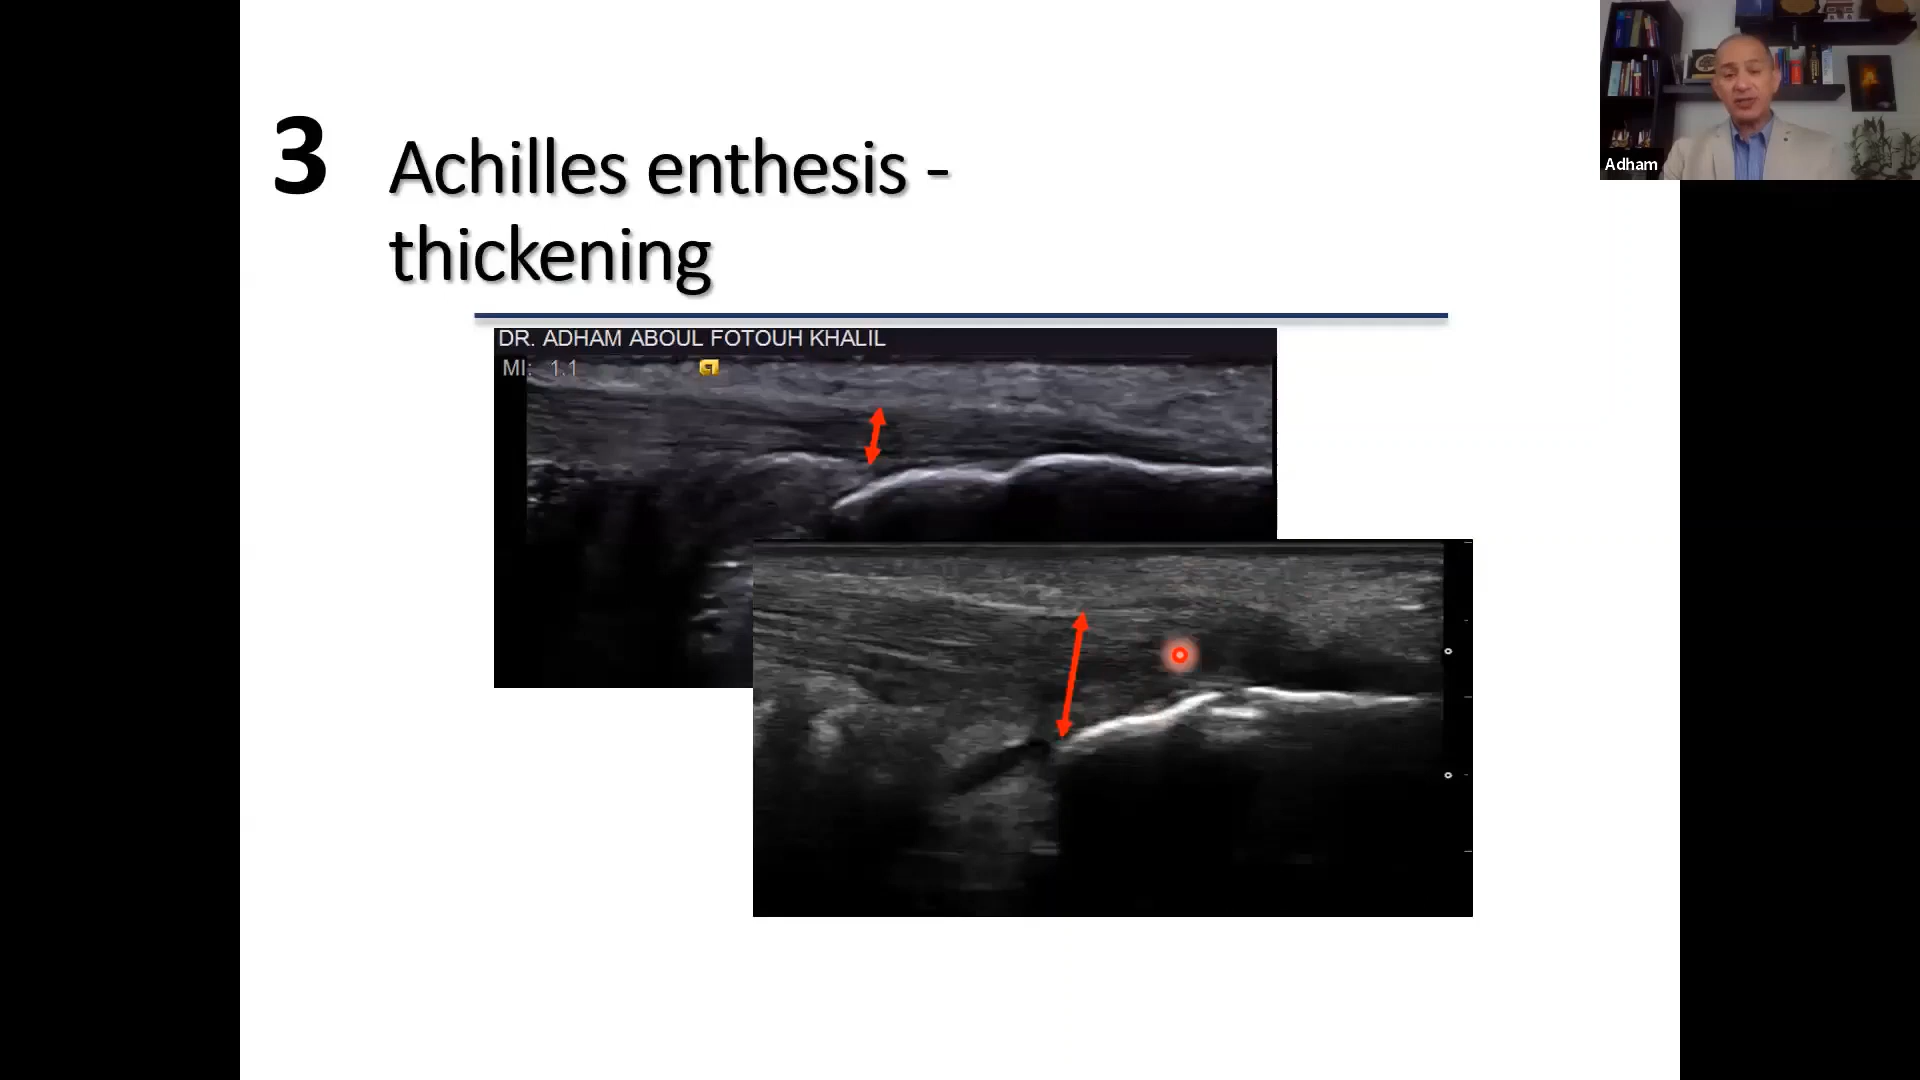 3 Achilles enthesis -
thickening
DR. ADHAM ABOUL FOTOUH KHALIL
MI: 1.1
Adham